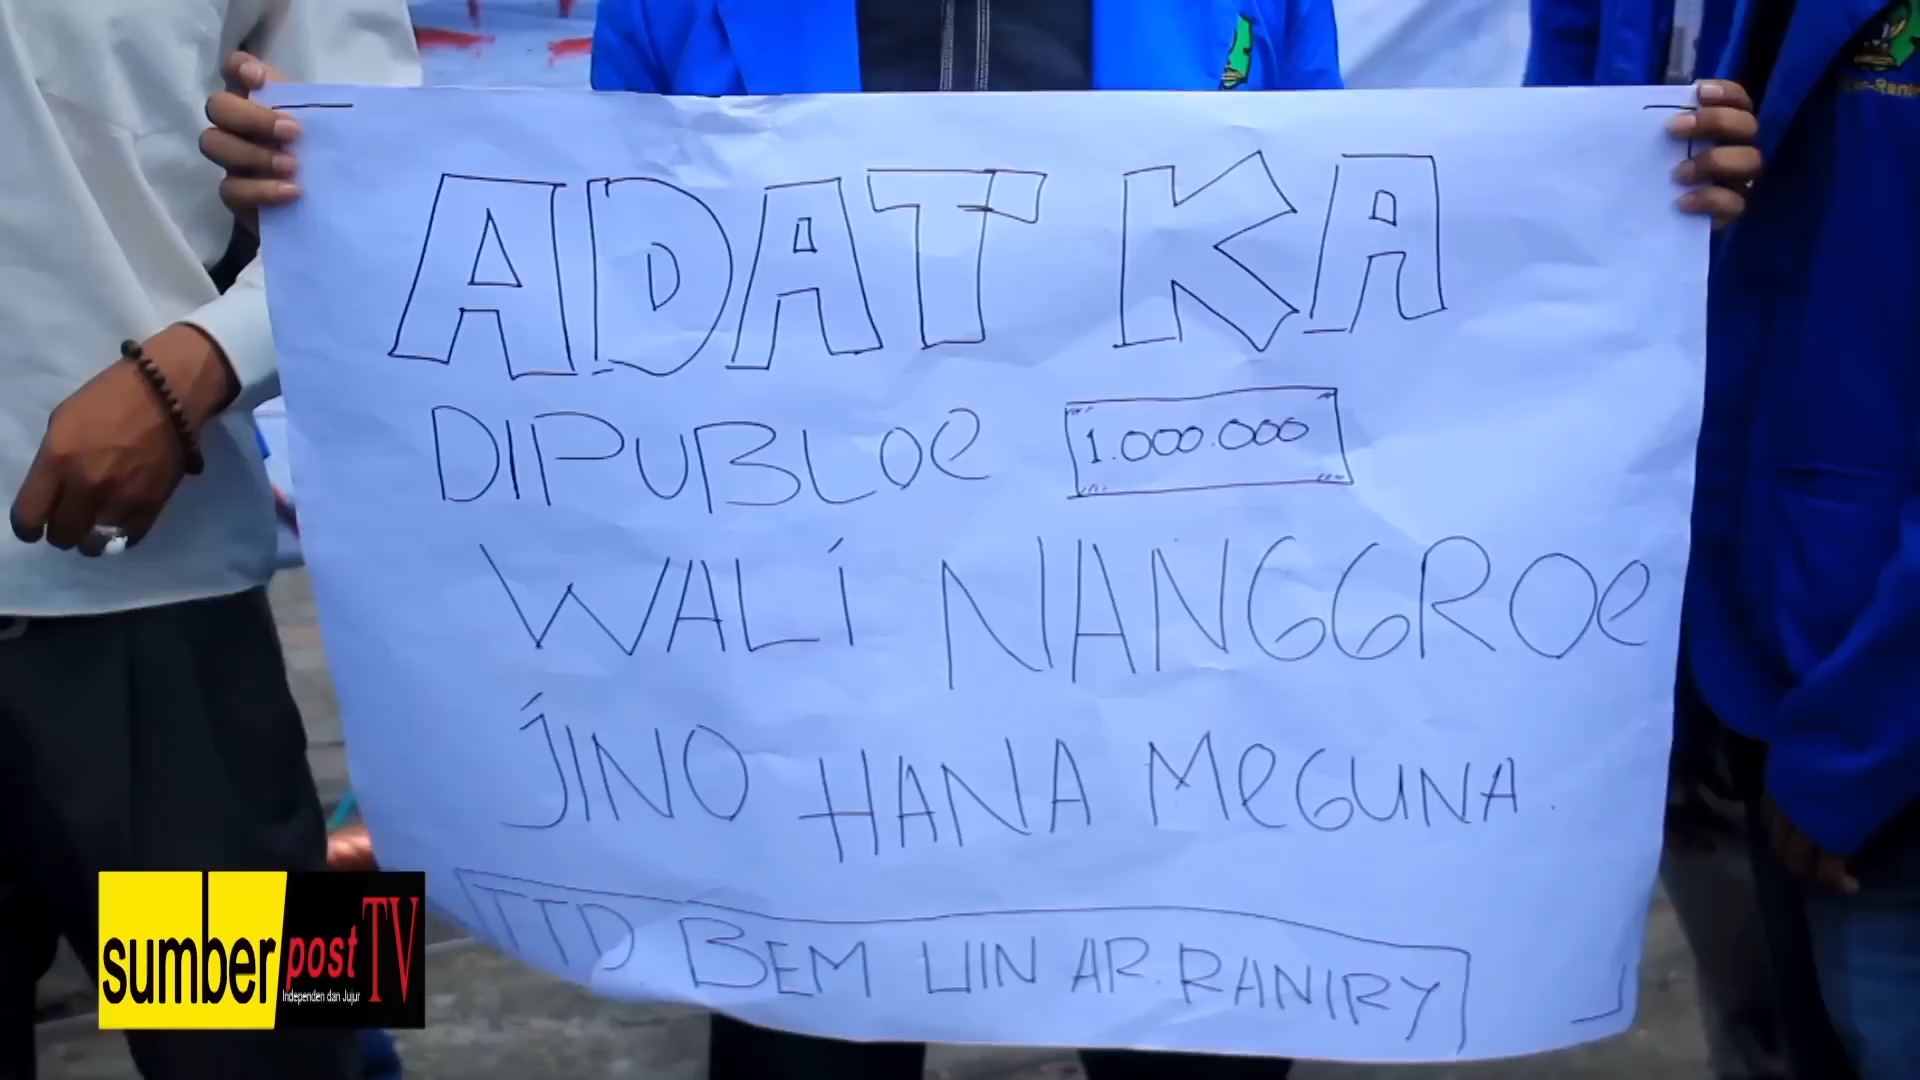 ADAT KA
DIPUBLOE 1.000.000
WALI NANGGROE
JINO HANA MEGUNA.
TTD BEM UIN AR-RANIRY
sumber post TV
Independen dan Jujur